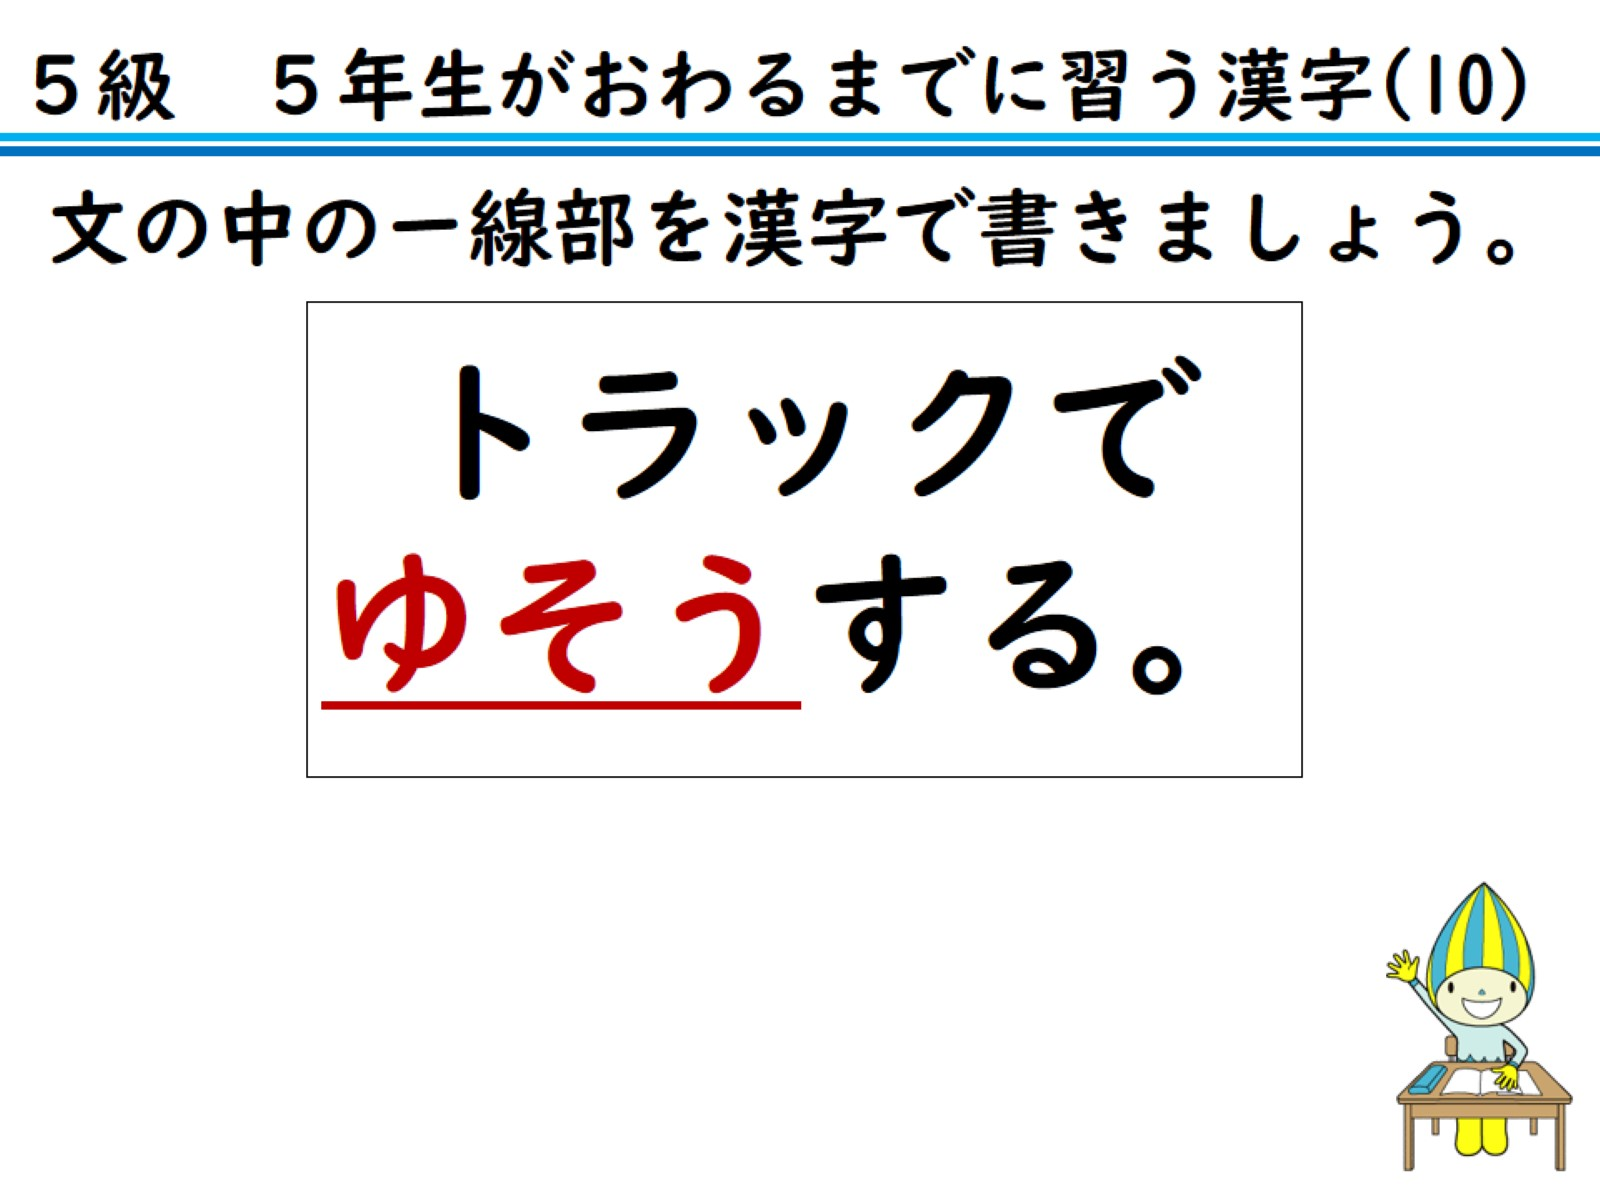 ５級　５年生がおわるまでに習う漢字(10)
文の中の一線部を漢字で書きましょう。
トラックで
ゆそうする。